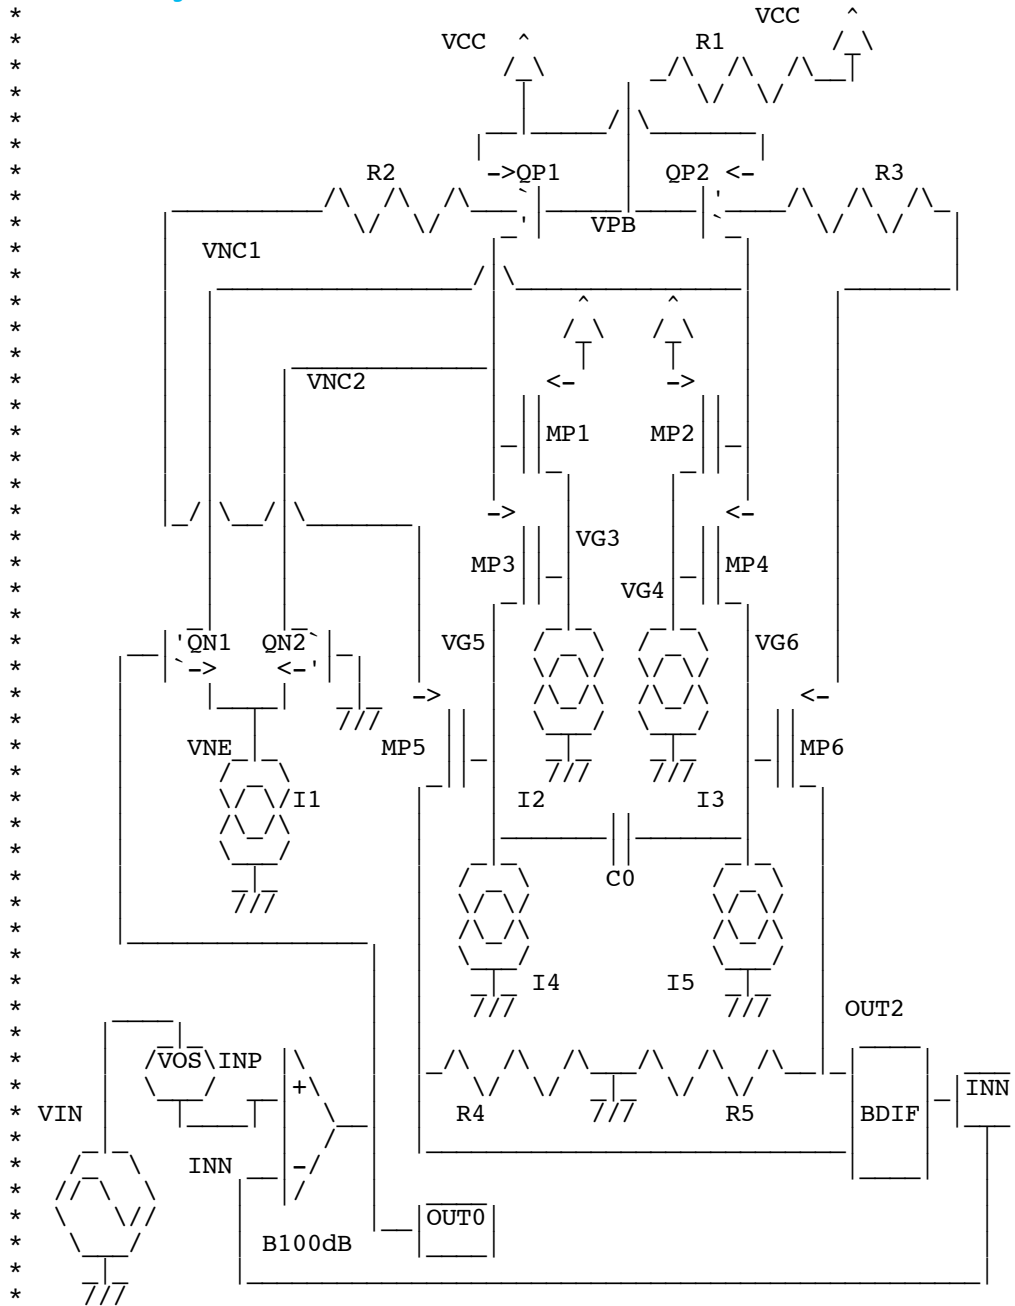 VCC
VCC R1
R2 QP1 QP2 R3
VPB
VNC1
VNC2
MP1 MP2
VG3
MP3 MP4
VG4
QN1 QN2 VG5 VG6
VNE MP5 MP6
I1 I2 I3
C0
I4 I5
OUT2
VOS INP
+ INN
VIN R4 R5 BDIF
INN -
OUT0
B100dB